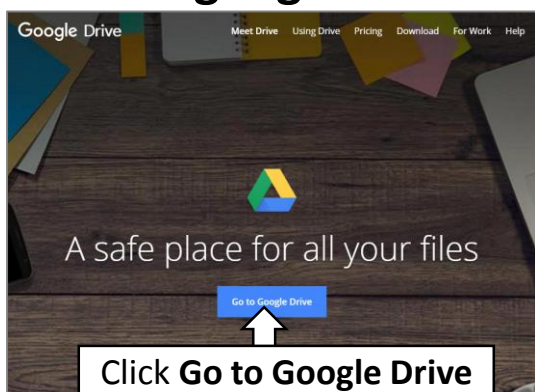 Google Drive
Meet Drive Using Drive Pricing Download For Work Help
A safe place for all your files
Go to Google Drive
Click Go to Google Drive